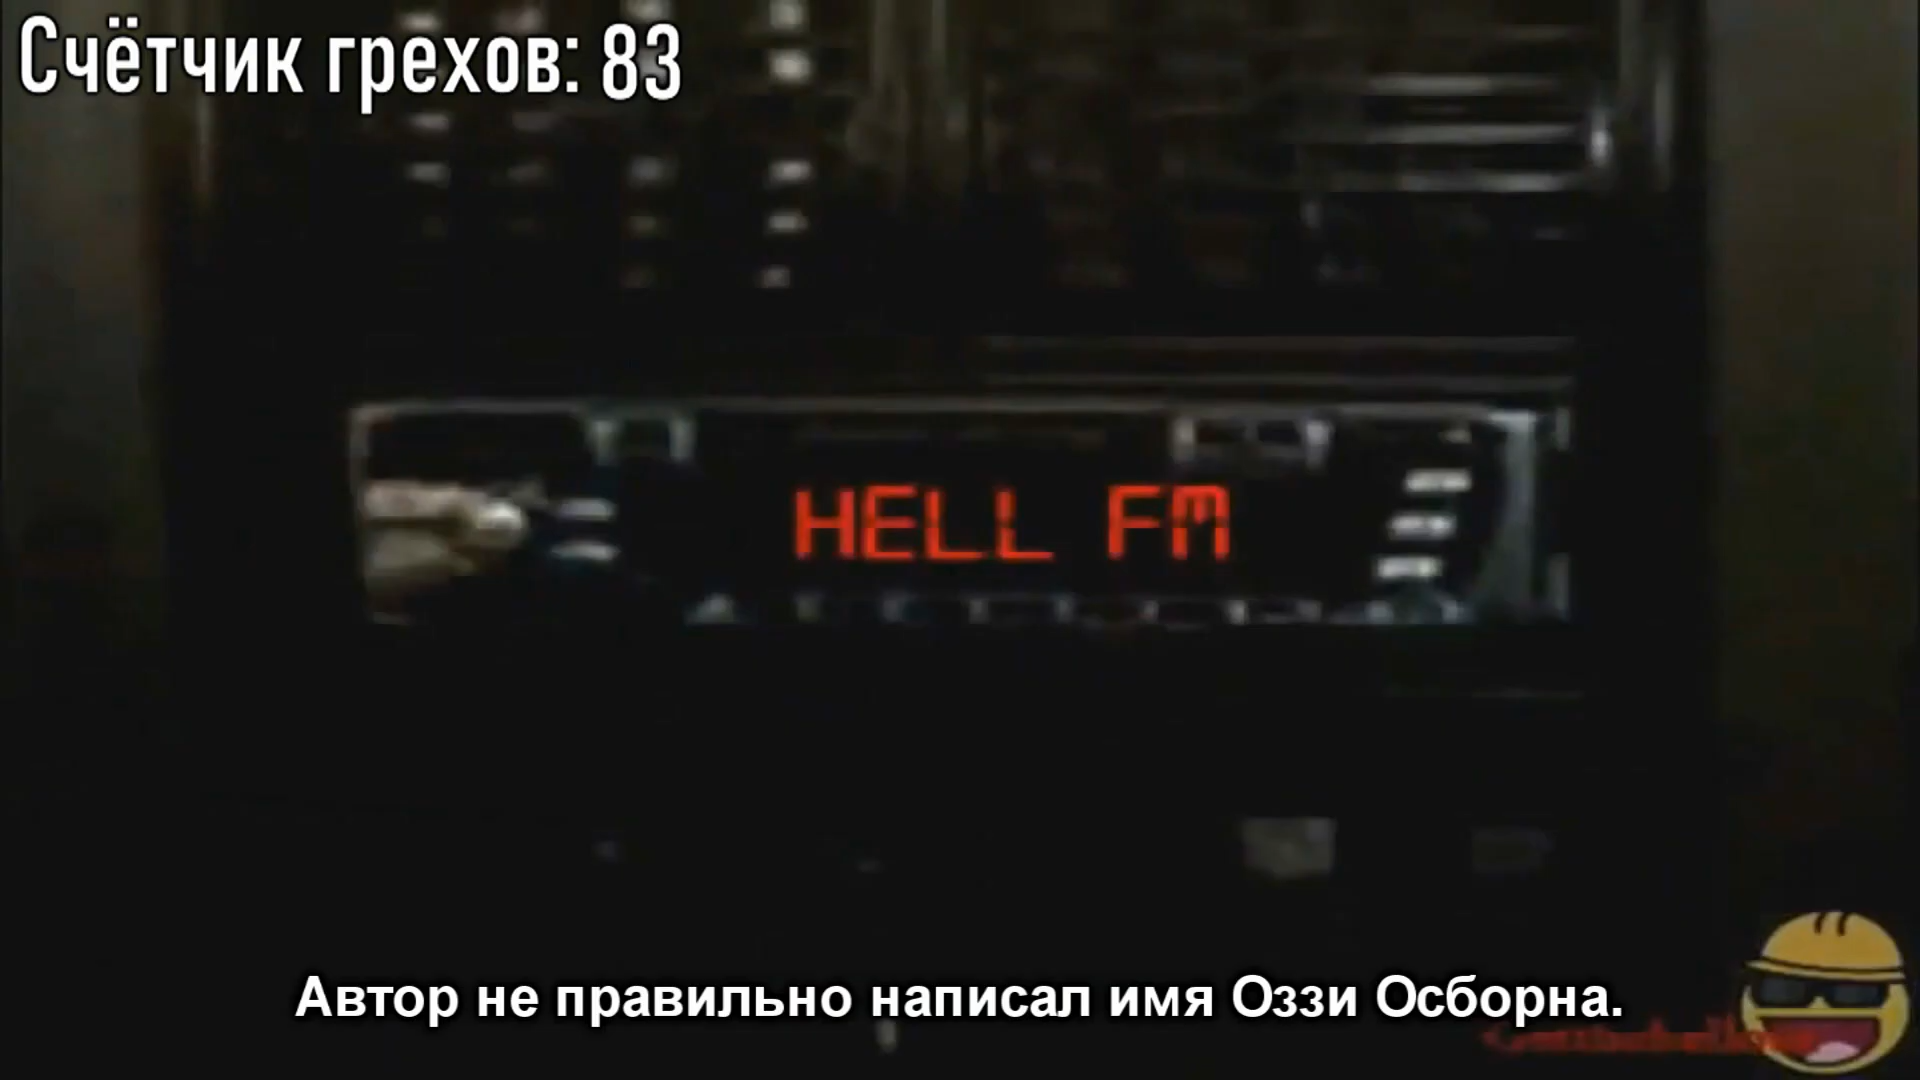 Счётчик грехов: 83
HELL FM
Автор не правильно написал имя Оззи Осборна.